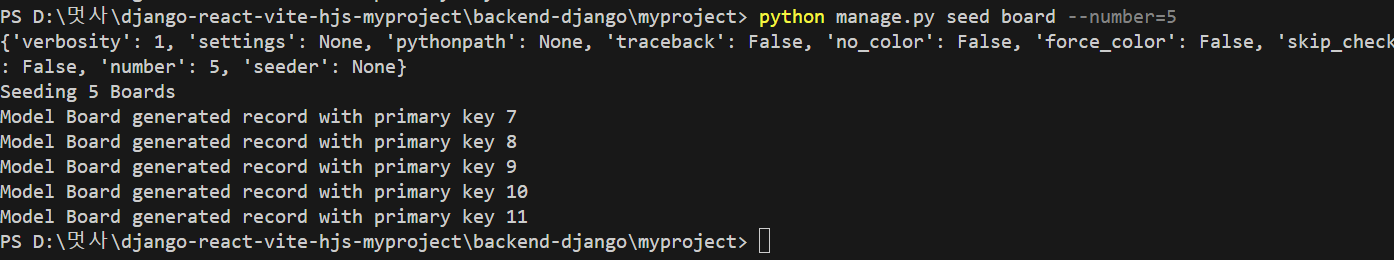 PS D:\멋사\django-react-vite-hjs-myproject\backend-django\myproject> python manage.py seed board --number=5
{'verbosity': 1, 'settings': None, 'pythonpath': None, 'traceback': False, 'no_color': False, 'force_color': False, 'skip_check
: False, 'number': 5, 'seeder': None}
Seeding 5 Boards
Model Board generated record with primary key 7
Model Board generated record with primary key 8
Model Board generated record with primary key 9
Model Board generated record with primary key 10
Model Board generated record with primary key 11
PS D:\멋사\django-react-vite-hjs-myproject\backend-django\myproject>